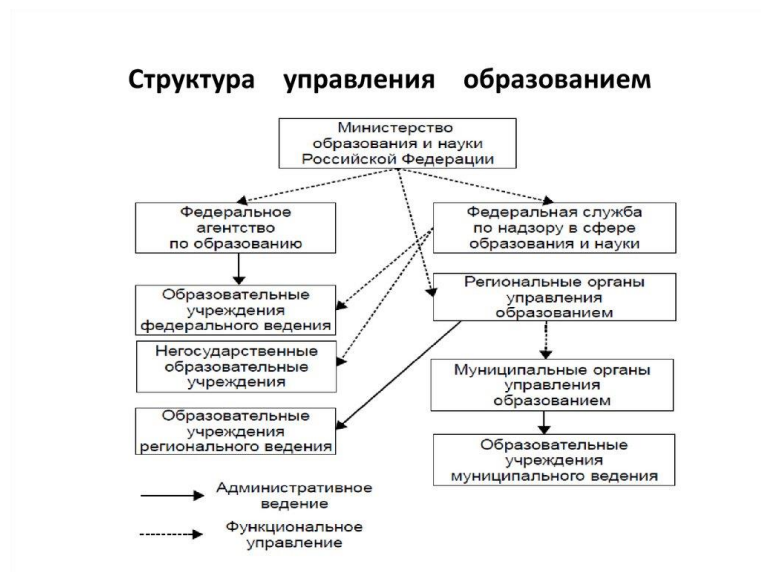 Структура управления образованием
Министерство
образования и науки
Российской Федерации
Федеральное
агентство
по образованию
Федеральная служба
по надзору в сфере
образования и науки
Образовательные
учреждения
федерального ведения
Региональные органы
управления
образованием
Негосударственные
образовательные
учреждения
Муниципальные органы
управления
образованием
Образовательные
учреждения
регионального ведения
Образовательные
учреждения
муниципального ведения
Административное
ведение
Функциональное
управление